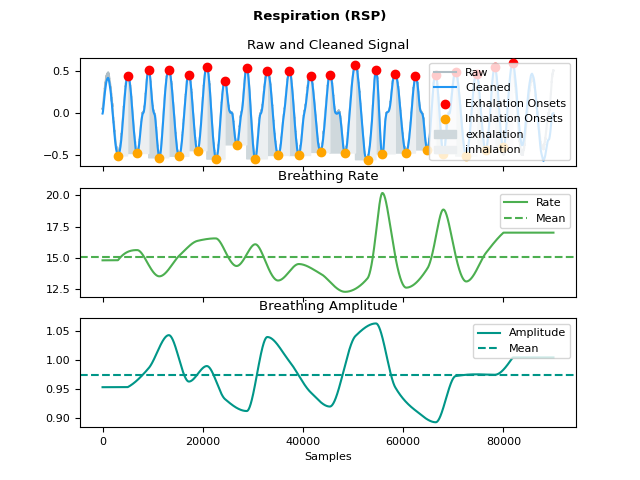 Respiration (RSP)
Raw and Cleaned Signal
0.5
0.0
−0.5
Raw
Cleaned
Exhalation Onsets
Inhalation Onsets
exhalation
inhalation
Breathing Rate
20.0
17.5
15.0
12.5
Rate
Mean
Breathing Amplitude
1.05
1.00
0.95
0.90
Amplitude
Mean
0 20000 40000 60000 80000
Samples